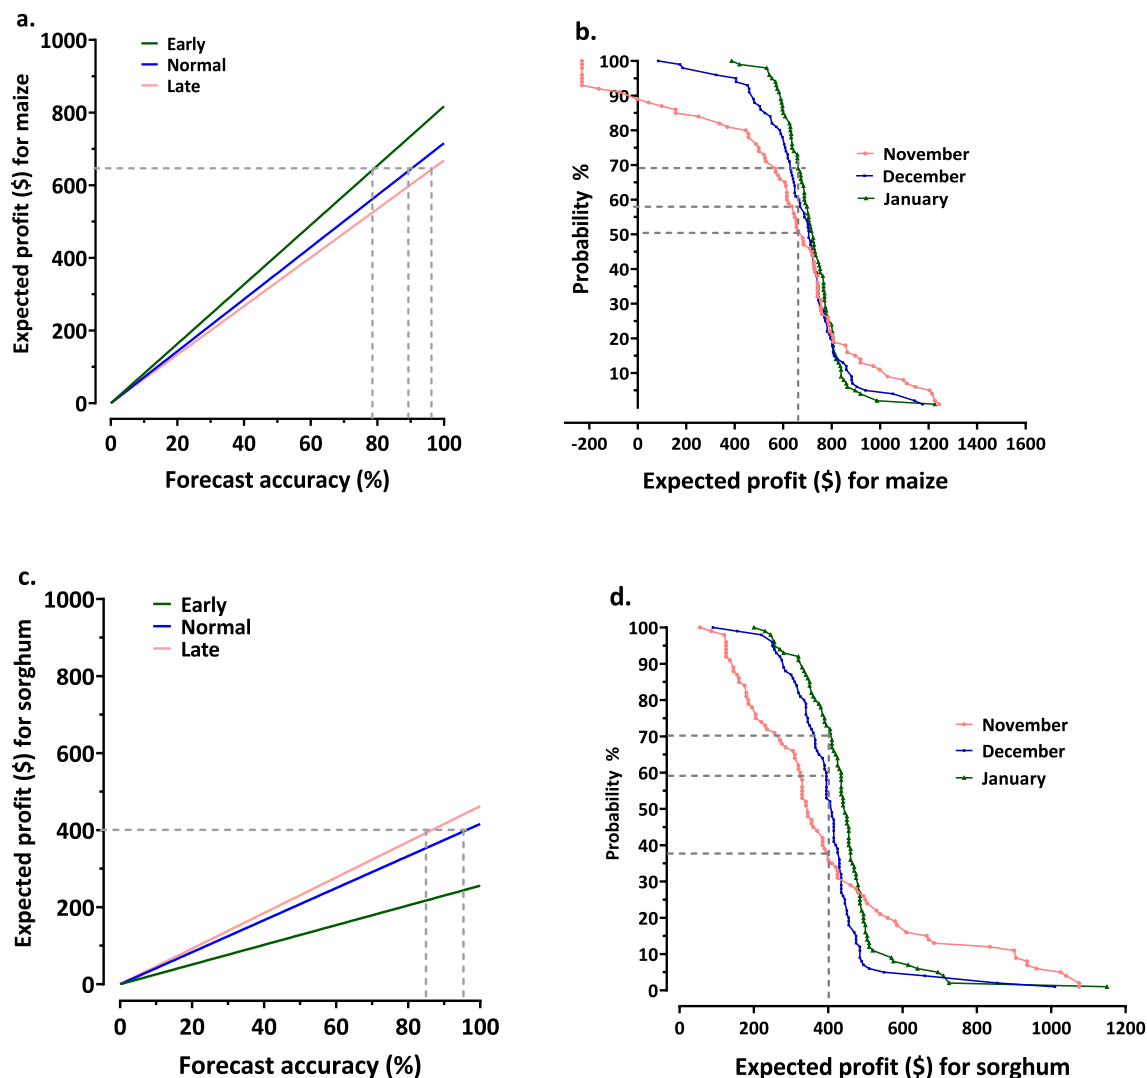 a.
1000
800
600
400
200
0
Expected profit ($) for maize
Early
Normal
Late
0 20 40 60 80 100
Forecast accuracy (%)
b.
100
90
80
70
60
50
40
30
20
10
Probability %
November
December
January
-200 0 200 400 600 800 1000 1200 1400 1600
Expected profit ($) for maize
c.
1000
800
600
400
200
0
Expected profit ($) for sorghum
Early
Normal
Late
0 20 40 60 80 100
Forecast accuracy (%)
d.
100
90
80
70
60
50
40
30
20
10
0
Probability %
November
December
January
0 200 400 600 800 1000 1200
Expected profit ($) for sorghum